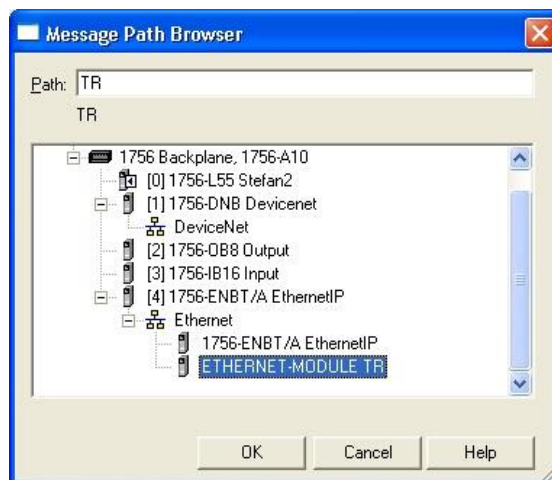 Message Path Browser
Path: TR
TR
1756 Backplane, 1756-A10
[0] 1756-L55 Stefan2
[1] 1756-DNB Devicenet
DeviceNet
[2] 1756-OB8 Output
[3] 1756-IB16 Input
[4] 1756-ENBT/A EthernetIP
Ethernet
1756-ENBT/A EthernetIP
ETHERNET-MODULE TR
OK Cancel Help